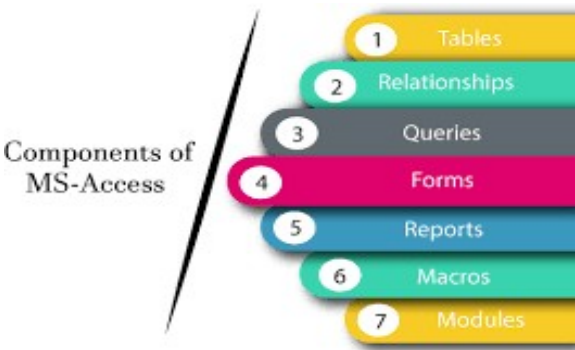 Components of
MS-Access
1 Tables
2 Relationships
3 Queries
4 Forms
5 Reports
6 Macros
7 Modules